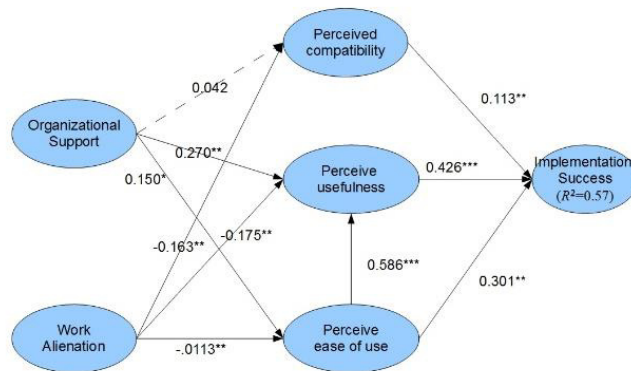 Perceived
compatibility
0.042
0.113**
Organizational
Support
0.270**
0.150*
Perceive
usefulness
0.426***
Implementation
Success
(R²=0.57)
-0.163**
-0.175**
0.586***
0.301**
Work
Alienation
-.0113**
Perceive
ease of use